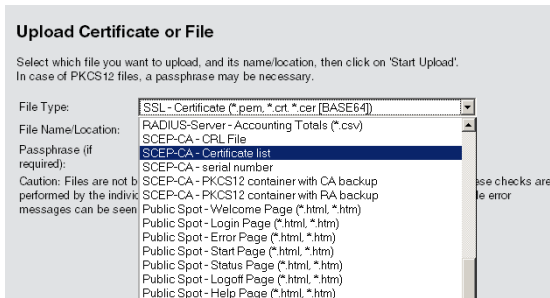 Upload Certificate or File
Select which file you want to upload, and its name/location, then click on 'Start Upload'.
In case of PKCS12 files, a passphrase may be necessary.
File Type:
SSL - Certificate (*.pem, *.crt. *.cer [BASE64])
File Name/Location:
RADIUS-Server - Accounting Totals (*.csv)
SCEP-CA - CRL File
Passphrase (if
required):
SCEP-CA - Certificate list
SCEP-CA - serial number
Caution: Files are not b
SCEP-CA - PKCS12 container with CA backup
ese checks are
performed by the individ
SCEP-CA - PKCS12 container with RA backup
le error
messages can be seen
Public Spot - Welcome Page (*.html, *.htm)
Public Spot - Login Page (*.html, *.htm)
Public Spot - Error Page (*.html, *.htm)
Public Spot - Start Page (*.html, *.htm)
Public Spot - Status Page (*.html, *.htm)
Public Spot - Logoff Page (*.html, *.htm)
Public Spot - Help Page (*.html, *.htm)